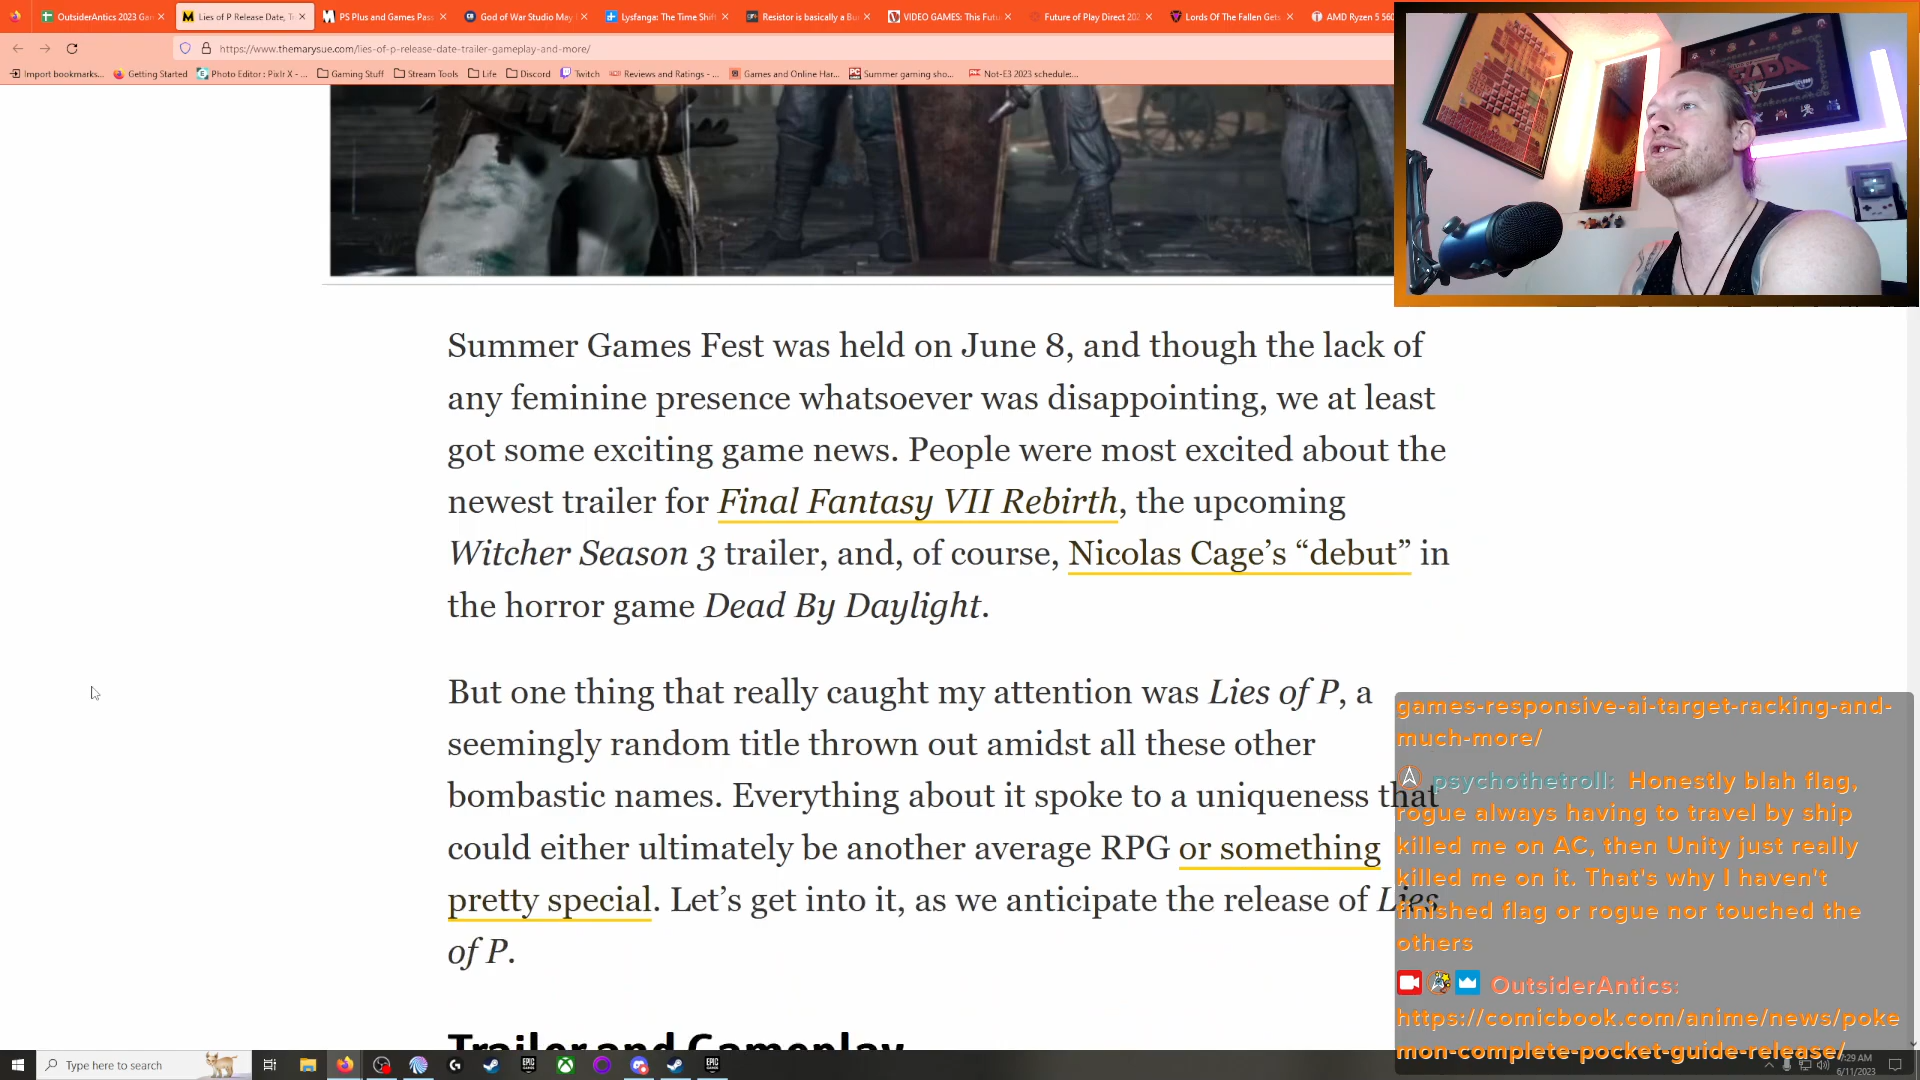 OutsiderAntics 2023 Gam
Lies of P Release Date, T
PS Plus and Games Pass
God of War Studio May
Lysfanga: The Time Shift
Resistor is basically a Bu
VIDEO GAMES: This Futu
Future of Play Direct 202
Lords Of The Fallen Gets
AMD Ryzen 5 560
https://www.themarysue.com/lies-of-p-release-date-trailer-gameplay-and-more/
Import bookmarks...
Getting Started
Photo Editor : Pixlr X - ...
Gaming Stuff
Stream Tools
Life
Discord
Twitch
Reviews and Ratings - ...
Games and Online Har...
Summer gaming sho...
Not-E3 2023 schedule:...
Summer Games Fest was held on June 8, and though the lack of
any feminine presence whatsoever was disappointing, we at least
got some exciting game news. People were most excited about the
newest trailer for Final Fantasy VII Rebirth, the upcoming
Witcher Season 3 trailer, and, of course, Nicolas Cage’s “debut” in
the horror game Dead By Daylight.
But one thing that really caught my attention was Lies of P, a
seemingly random title thrown out amidst all these other
bombastic names. Everything about it spoke to a uniqueness that
could either ultimately be another average RPG or something
pretty special. Let’s get into it, as we anticipate the release of Lies
of P.
Trailer and Gameplay
games-responsive-ai-target-racking-and-
much-more/
psychothetroll: Honestly blah flag,
rogue always having to travel by ship
killed me on AC, then Unity just really
killed me on it. That's why I haven't
finished flag or rogue nor touched the
others
OutsiderAntics:
https://comicbook.com/anime/news/poke
mon-complete-pocket-guide-release/
Type here to search
7:29 AM
6/11/2023